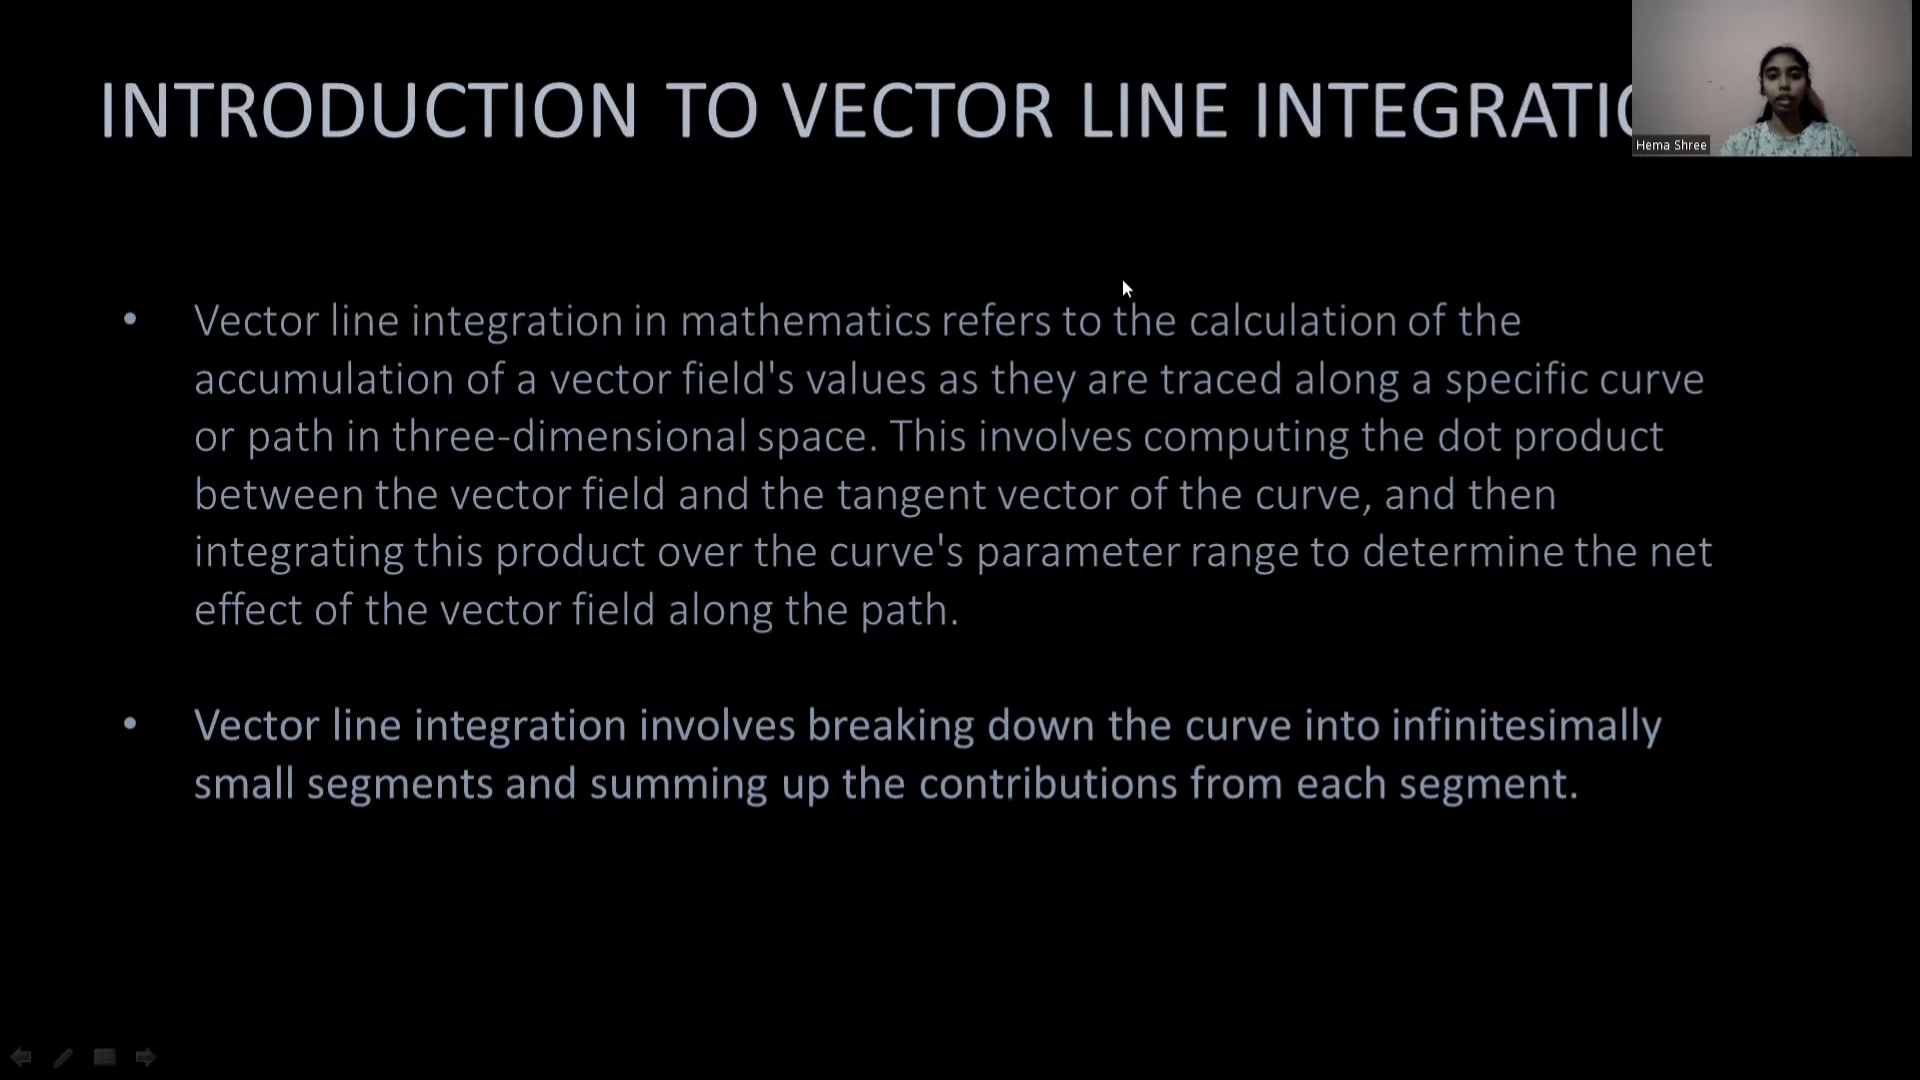 INTRODUCTION TO VECTOR LINE INTEGRATIO
Hema Shree
• Vector line integration in mathematics refers to the calculation of the
accumulation of a vector field's values as they are traced along a specific curve
or path in three-dimensional space. This involves computing the dot product
between the vector field and the tangent vector of the curve, and then
integrating this product over the curve's parameter range to determine the net
effect of the vector field along the path.
• Vector line integration involves breaking down the curve into infinitesimally
small segments and summing up the contributions from each segment.